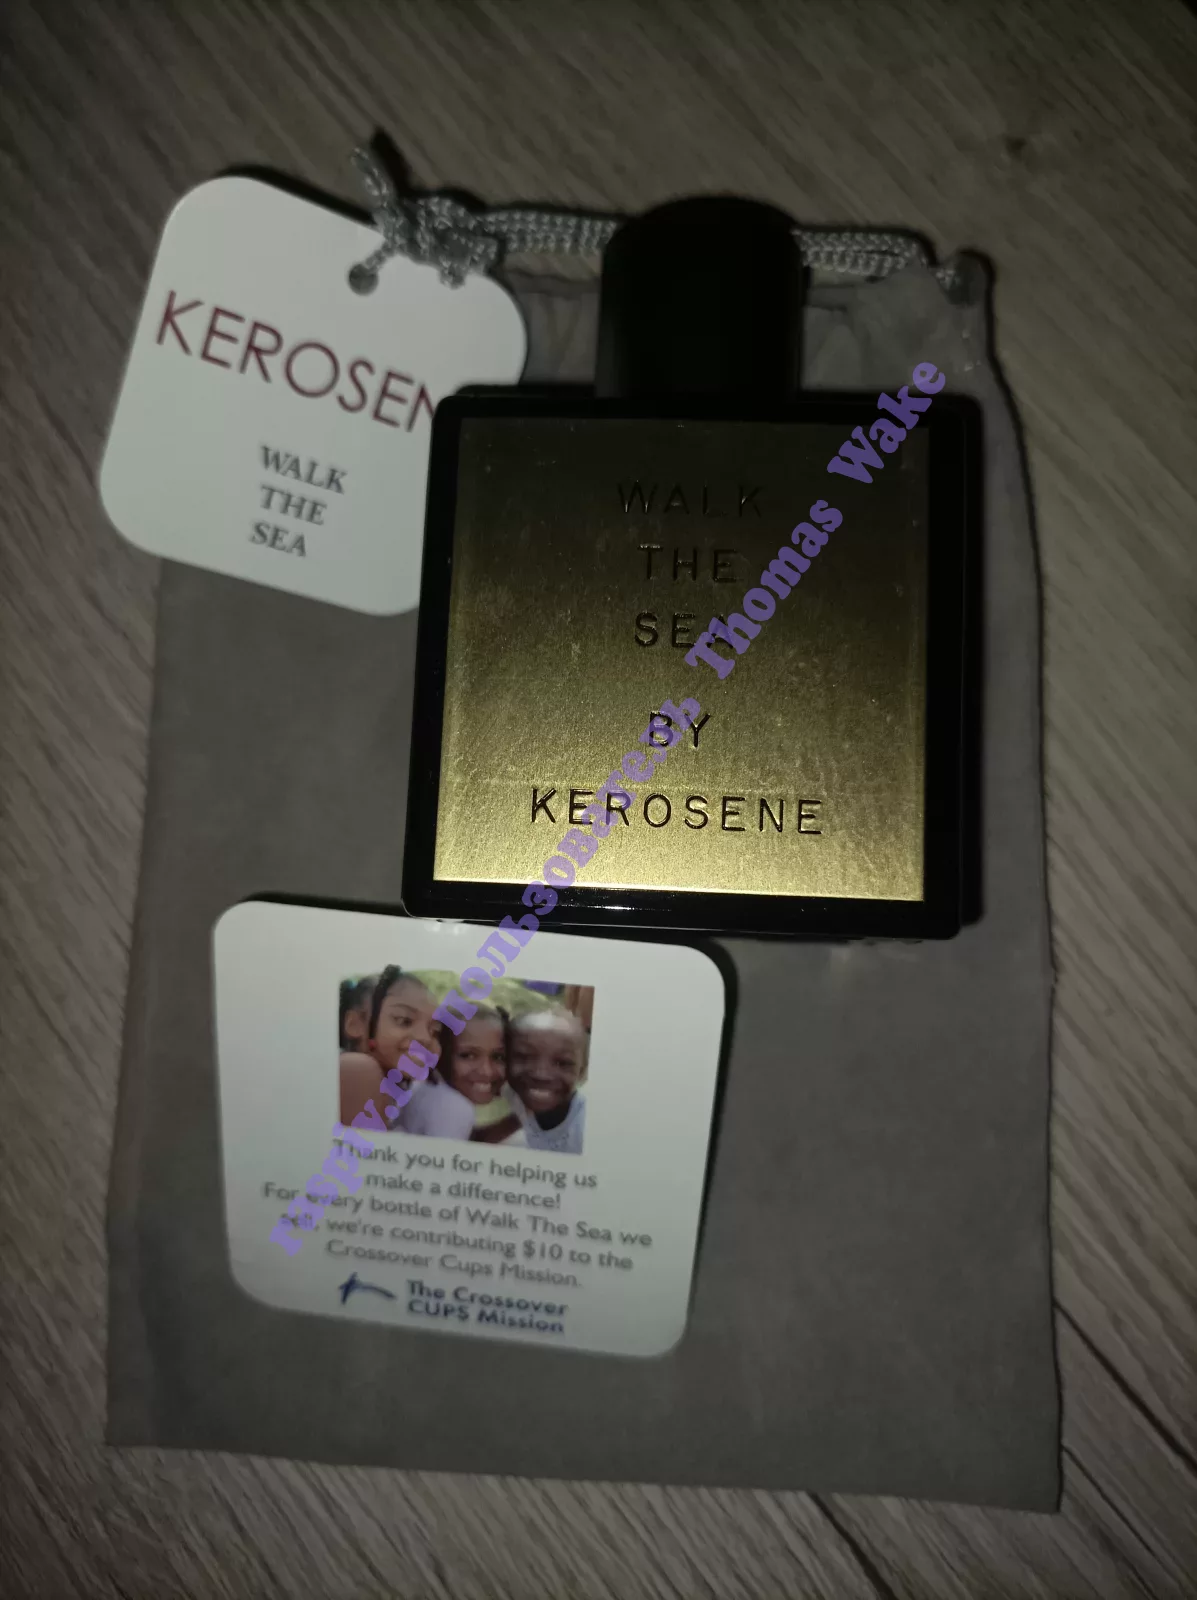 KEROSEN
WALK
THE
SEA
WALK
THE
SEA
BY
KEROSENE
Thank you for helping us
make a difference!
For every bottle of Walk The Sea we
sell, we're contributing $10 to the
Crossover Cups Mission.
The Crossover
CUPS Mission
raspiv.ru пользователь Thomas Wake